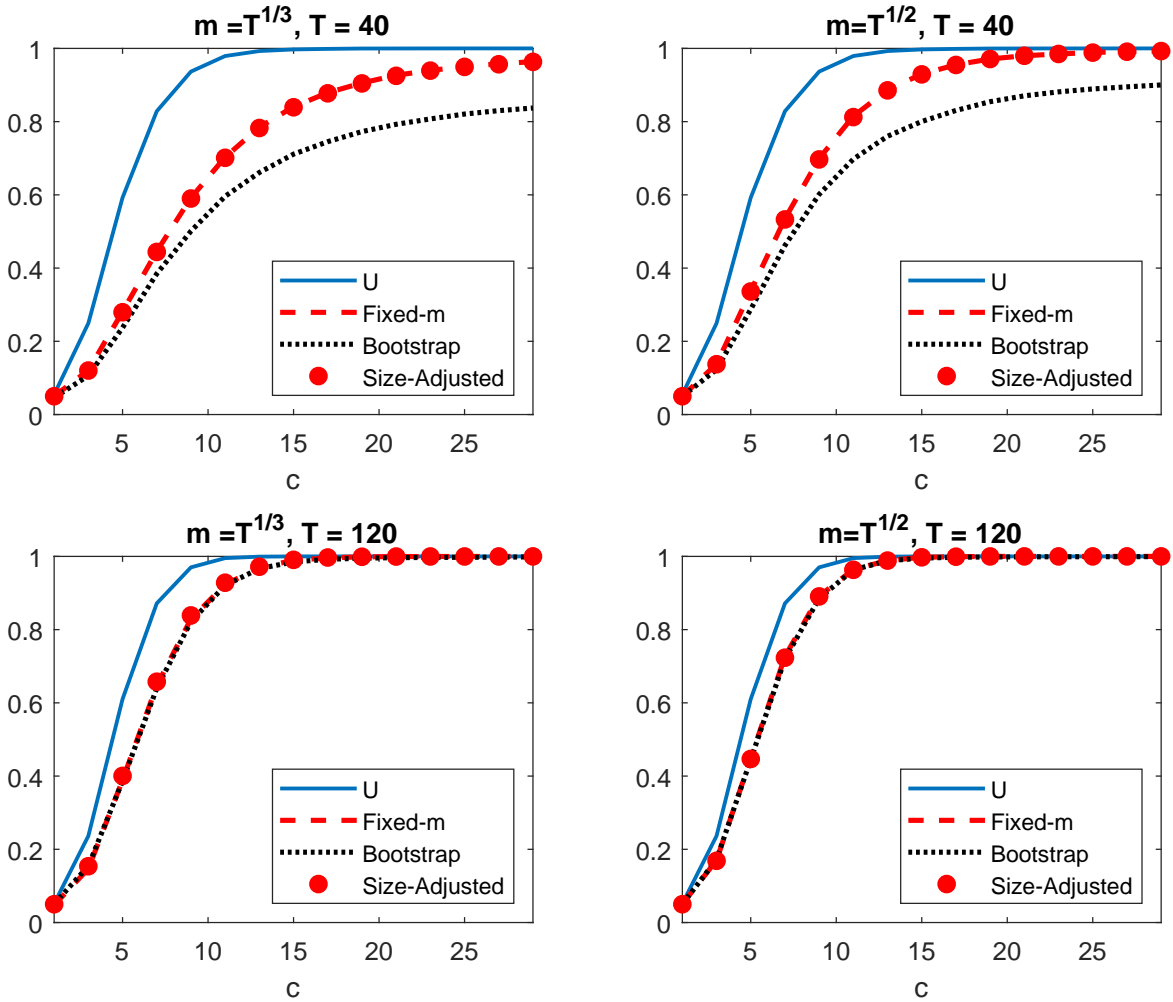 m =T^{1/3}, T = 40
1
0.8
0.6
0.4
0.2
0
5
10
15
20
25
c
U
Fixed-m
Bootstrap
Size-Adjusted
m=T^{1/2}, T = 40
1
0.8
0.6
0.4
0.2
0
5
10
15
20
25
c
U
Fixed-m
Bootstrap
Size-Adjusted
m =T^{1/3}, T = 120
1
0.8
0.6
0.4
0.2
0
5
10
15
20
25
c
U
Fixed-m
Bootstrap
Size-Adjusted
m=T^{1/2}, T = 120
1
0.8
0.6
0.4
0.2
0
5
10
15
20
25
c
U
Fixed-m
Bootstrap
Size-Adjusted